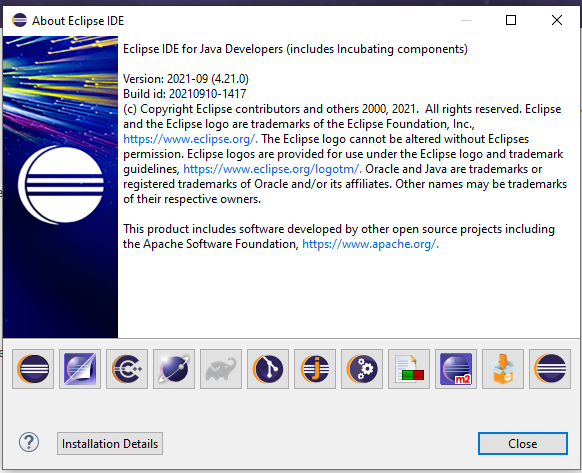 About Eclipse IDE
Eclipse IDE for Java Developers (includes Incubating components)
Version: 2021-09 (4.21.0)
Build id: 20210910-1417
(c) Copyright Eclipse contributors and others 2000, 2021.  All rights reserved. Eclipse
and the Eclipse logo are trademarks of the Eclipse Foundation, Inc.,
https://www.eclipse.org/. The Eclipse logo cannot be altered without Eclipses
permission. Eclipse logos are provided for use under the Eclipse logo and trademark
guidelines, https://www.eclipse.org/logotm/. Oracle and Java are trademarks or
registered trademarks of Oracle and/or its affiliates. Other names may be trademarks
of their respective owners.
This product includes software developed by other open source projects including
the Apache Software Foundation, https://www.apache.org/.
C
j
m2
? Installation Details Close